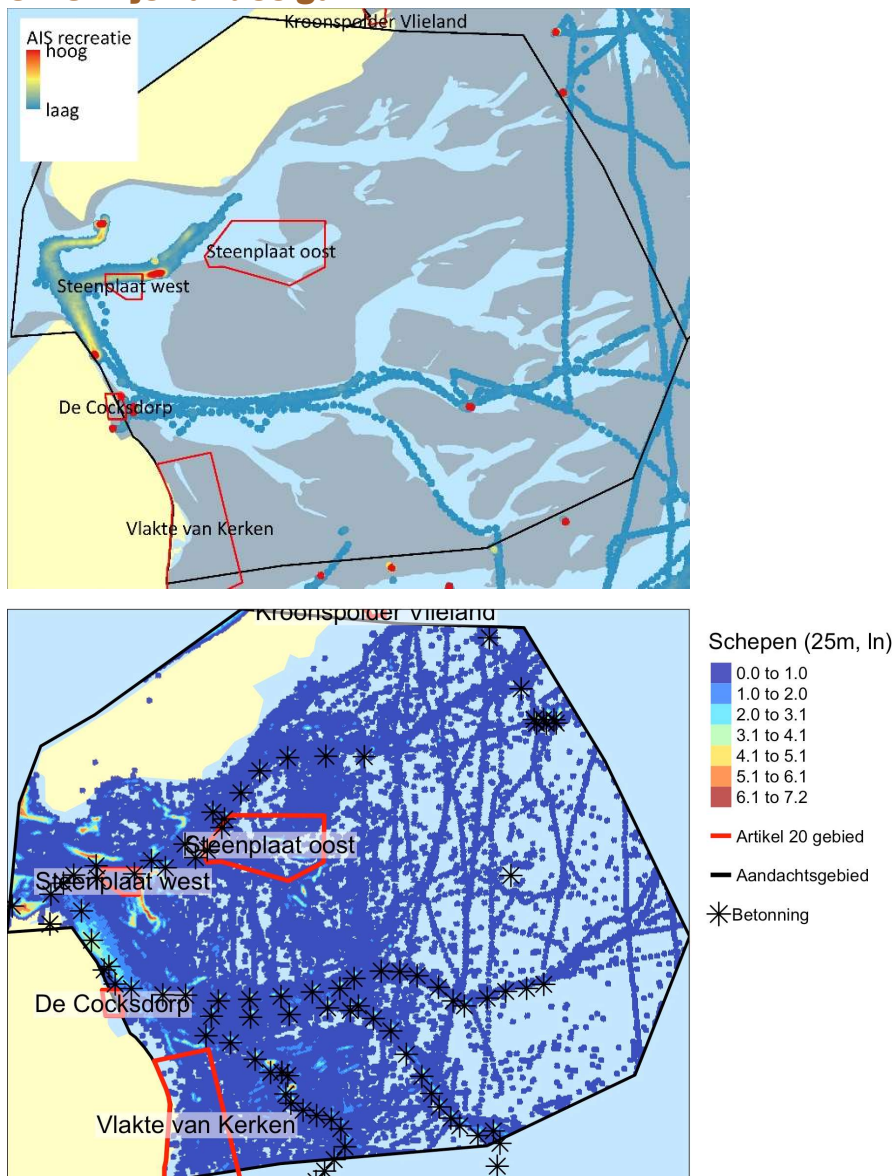 Kroonspolder Vlieland
AIS recreatie
hoog
laag
Steenplaat oost
Steenplaat west
De Cocksdorp
Vlakte van Kerken
Kroonspolder Vlieland
Schepen (25m, ln)
0.0 to 1.0
1.0 to 2.0
2.0 to 3.1
3.1 to 4.1
4.1 to 5.1
5.1 to 6.1
6.1 to 7.2
Artikel 20 gebied
Aandachtsgebied
Betonning
Steenplaat oost
Steenplaat west
De Cocksdorp
Vlakte van Kerken